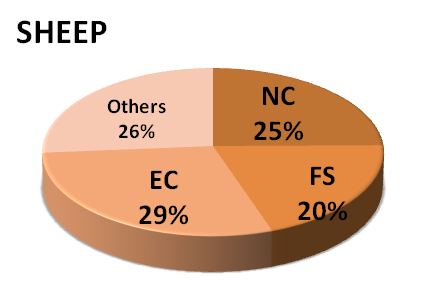 SHEEP
NC
25%
FS
20%
EC
29%
Others
26%